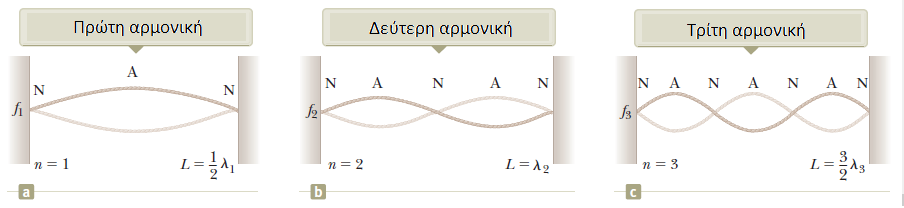 Πρώτη αρμονική
A
N N
f₁
n = 1 L = 1/2 λ₁
a
Δεύτερη αρμονική
N A N A N
f₂
n = 2 L = λ₂
b
Τρίτη αρμονική
N A N A N A N
f₃
n = 3 L = 3/2 λ₃
c